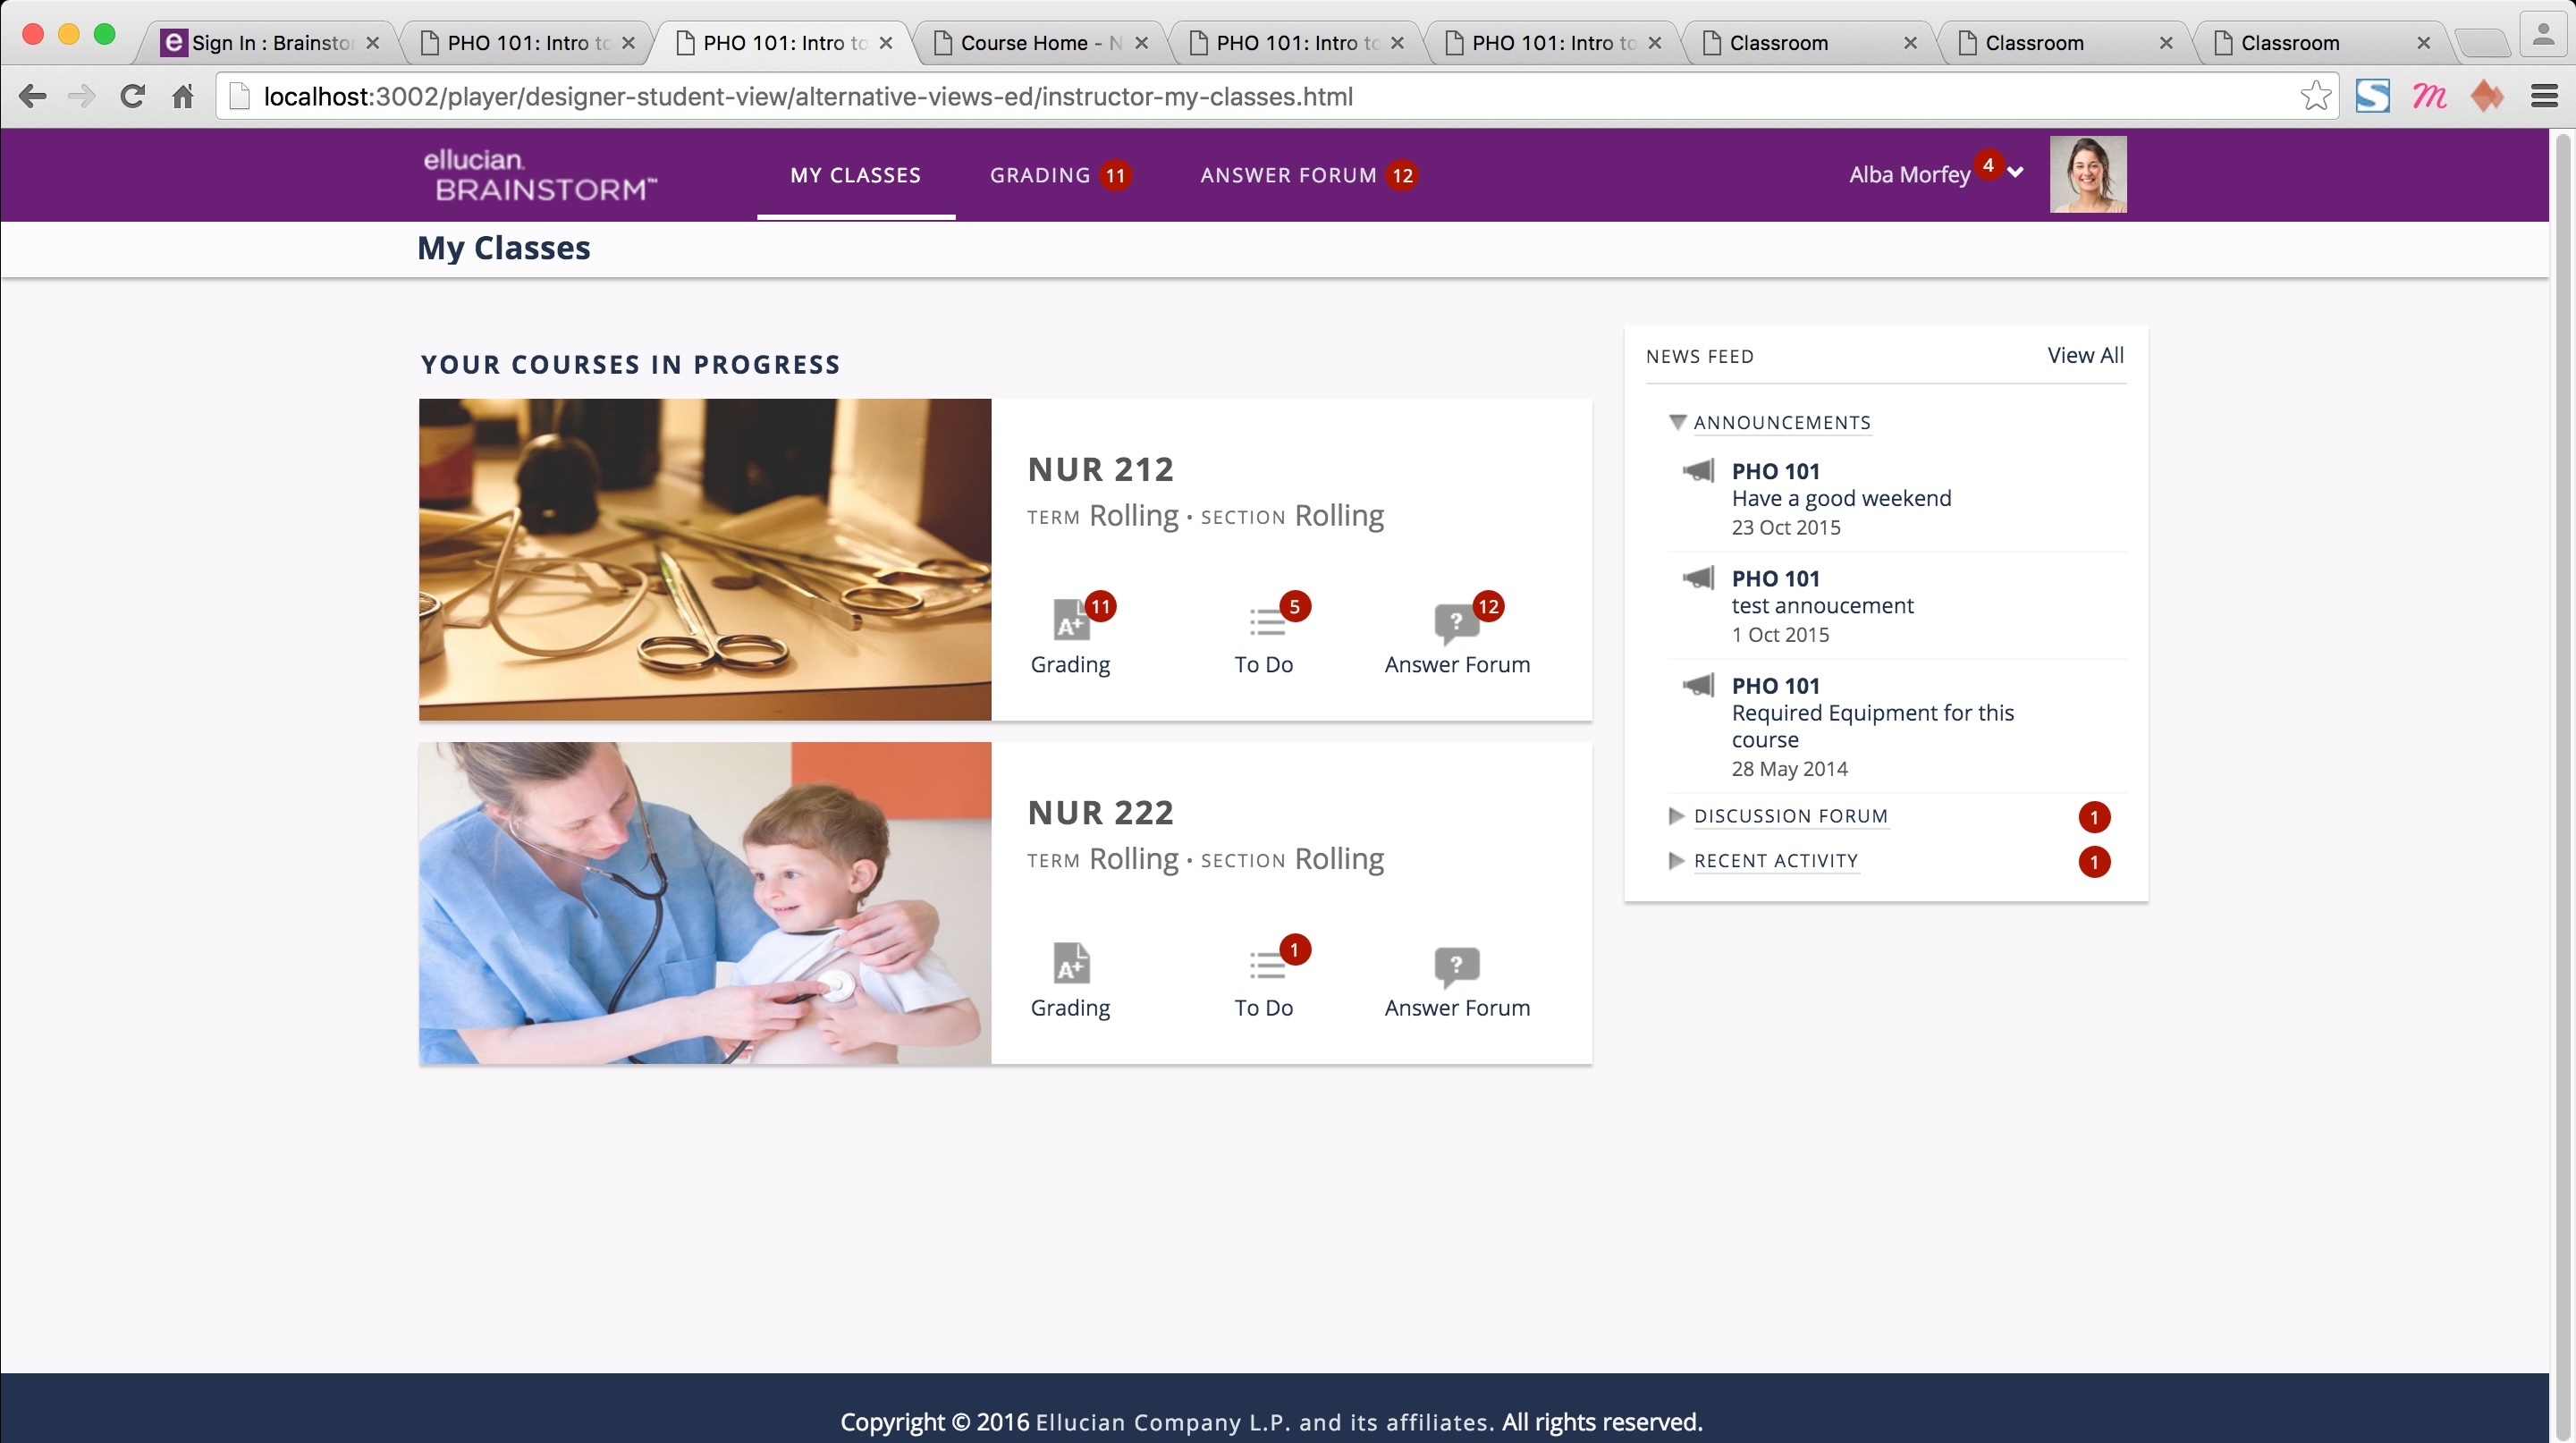 Sign In : Brainsto
PHO 101: Intro to
PHO 101: Intro to
Course Home - N
PHO 101: Intro to
PHO 101: Intro to
Classroom
Classroom
Classroom
localhost:3002/player/designer-student-view/alternative-views-ed/instructor-my-classes.html
ellucian.
BRAINSTORM™
MY CLASSES
GRADING 11
ANSWER FORUM 12
Alba Morfey 4
My Classes
YOUR COURSES IN PROGRESS
NUR 212
TERM Rolling • SECTION Rolling
A+ 11
5
? 12
Grading
To Do
Answer Forum
NUR 222
TERM Rolling • SECTION Rolling
A+
1
?
Grading
To Do
Answer Forum
NEWS FEED
View All
ANNOUNCEMENTS
PHO 101
Have a good weekend
23 Oct 2015
PHO 101
test annoucement
1 Oct 2015
PHO 101
Required Equipment for this
course
28 May 2014
DISCUSSION FORUM 1
RECENT ACTIVITY 1
Copyright © 2016 Ellucian Company L.P. and its affiliates. All rights reserved.